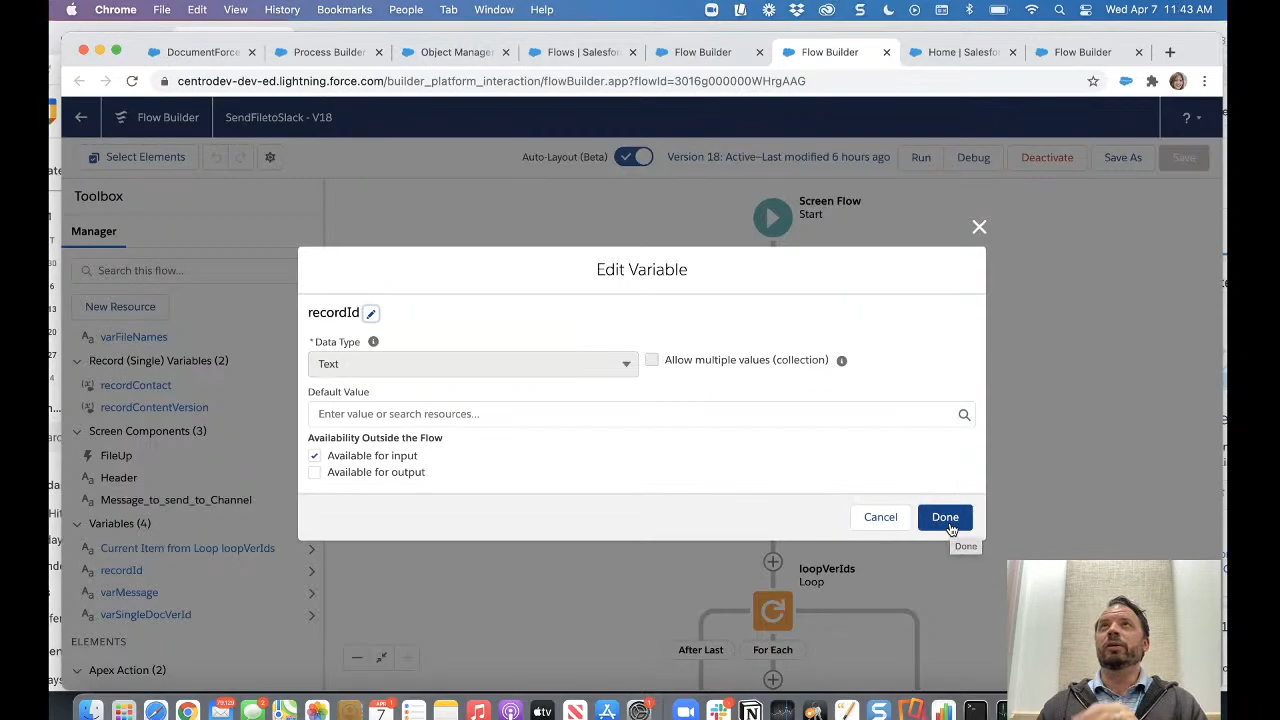 Chrome File Edit View History Bookmarks People Tab Window Help Wed Apr 7 11:43 AM
DocumentForce Process Builder Object Manager Flows | Salesfo Flow Builder Flow Builder Home | Salesfo Flow Builder
centrodev-dev-ed.lightning.force.com/builder_platform_interaction/flowBuilder.app?flowId=3016g000000WHrgAAG
Flow Builder SendFiletoSlack - V18 ?
Select Elements Auto-Layout (Beta) Version 18: Active–Last modified 6 hours ago Run Debug Deactivate Save As Save
Toolbox
Manager
Search this flow...
New Resource
varFileNames
Record (Single) Variables (2)
recordContact
recordContentVersion
Screen Components (3)
FileUp
Header
Message_to_send_to_Channel
Variables (4)
Current Item from Loop loopVerIds
recordId
varMessage
varSingleDocVerId
ELEMENTS
Apex Action (2)
Screen Flow
Start
Edit Variable
recordId
* Data Type
Text
Allow multiple values (collection)
Default Value
Enter value or search resources...
Availability Outside the Flow
Available for input
Available for output
Cancel Done
Done
loopVerIds
Loop
After Last For Each